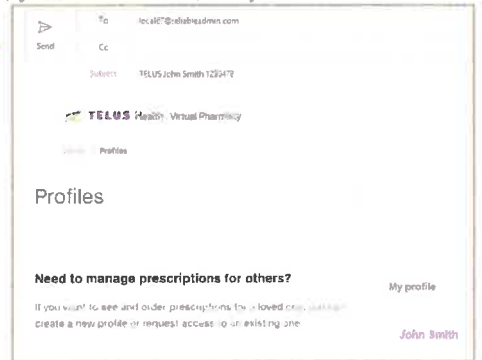 To
Send
Cc
Subject TELUS John Smith
TELUS Health Virtual Pharmacy
Profiles
Profiles
Need to manage prescriptions for others?
My profile
If you want to see and order prescriptions for a loved
create a new profile or request access to an existing one
John Smith